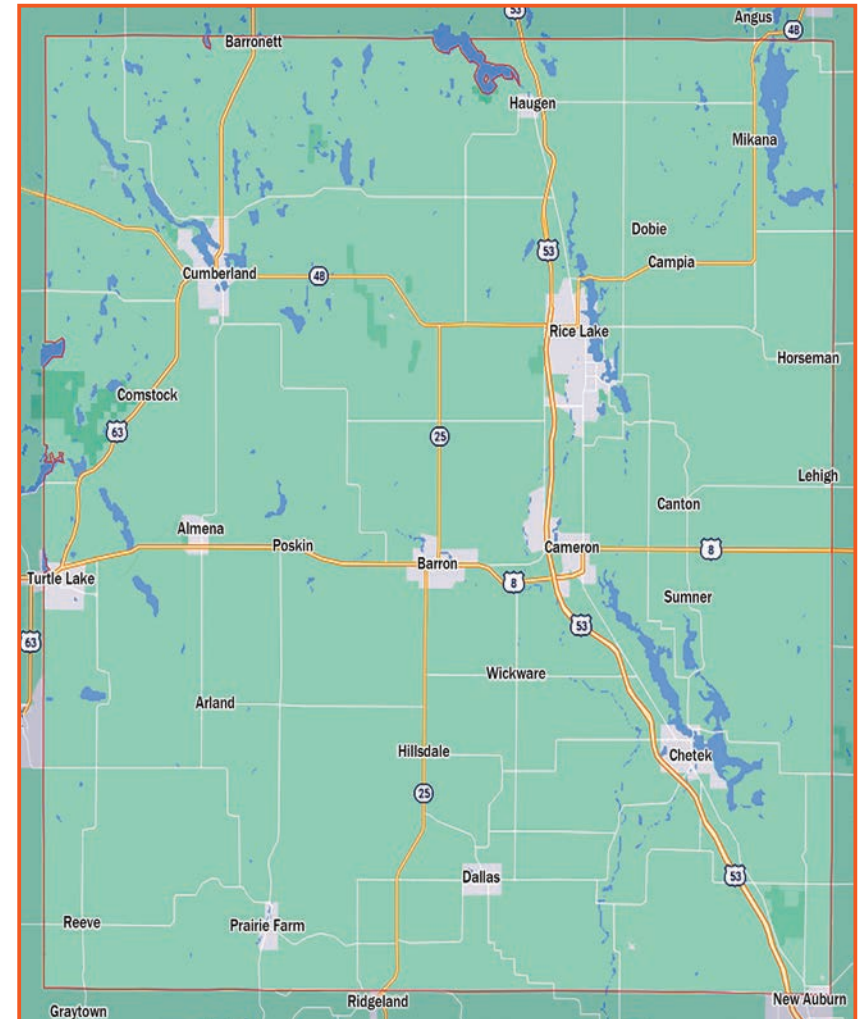 53
Angus
48
Barronett
Haugen
Mikana
Dobie
53
Campia
Cumberland
48
Rice Lake
Horseman
Comstock
63
25
Lehigh
Canton
Almena
Poskin
Cameron
8
Barron
Turtle Lake
8
Sumner
53
63
Wickware
Arland
Hillsdale
Chetek
25
Dallas
53
Reeve
Prairie Farm
Ridgeland
New Auburn
Graytown